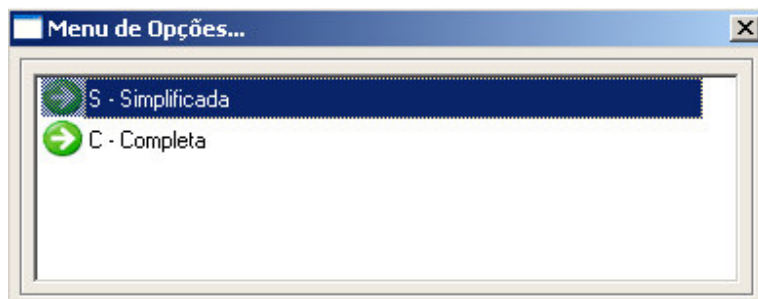 Menu de Opções...
S - Simplificada
C - Completa